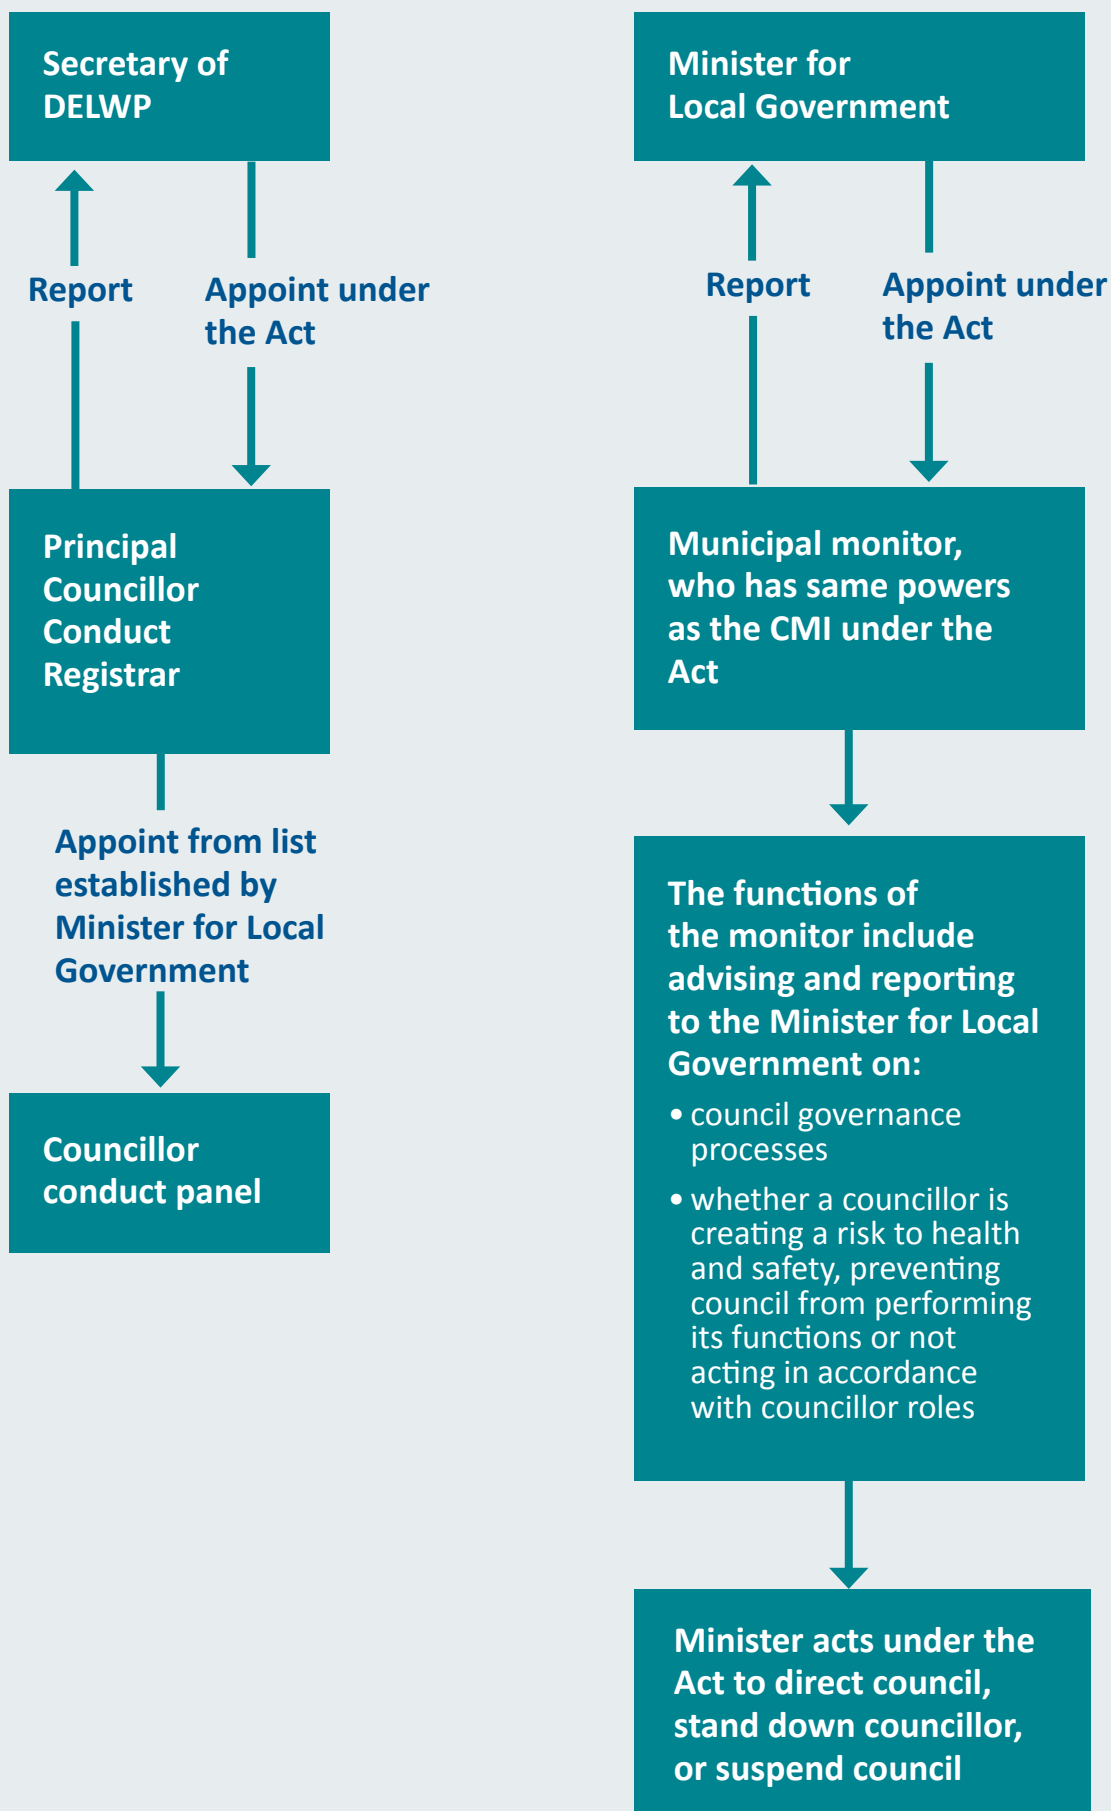 Secretary of
DELWP
Report
Appoint under
the Act
Principal
Councillor
Conduct
Registrar
Appoint from list
established by
Minister for Local
Government
Councillor
conduct panel
Minister for
Local Government
Report
Appoint under
the Act
Municipal monitor,
who has same powers
as the CMI under the
Act
The functions of
the monitor include
advising and reporting
to the Minister for Local
Government on:
• council governance
processes
• whether a councillor is
creating a risk to health
and safety, preventing
council from performing
its functions or not
acting in accordance
with councillor roles
Minister acts under the
Act to direct council,
stand down councillor,
or suspend council